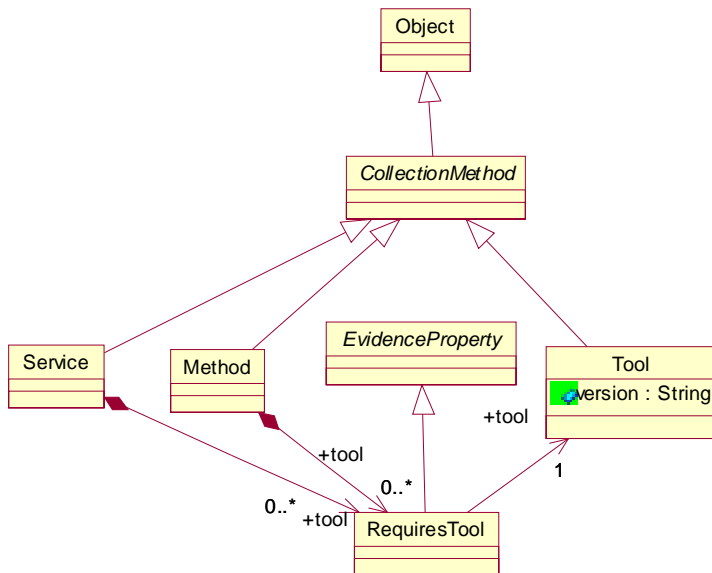 Object
CollectionMethod
EvidenceProperty
Service
Method
Tool
version : String
+tool
+tool
0..*
0..*
+tool
1
RequiresTool